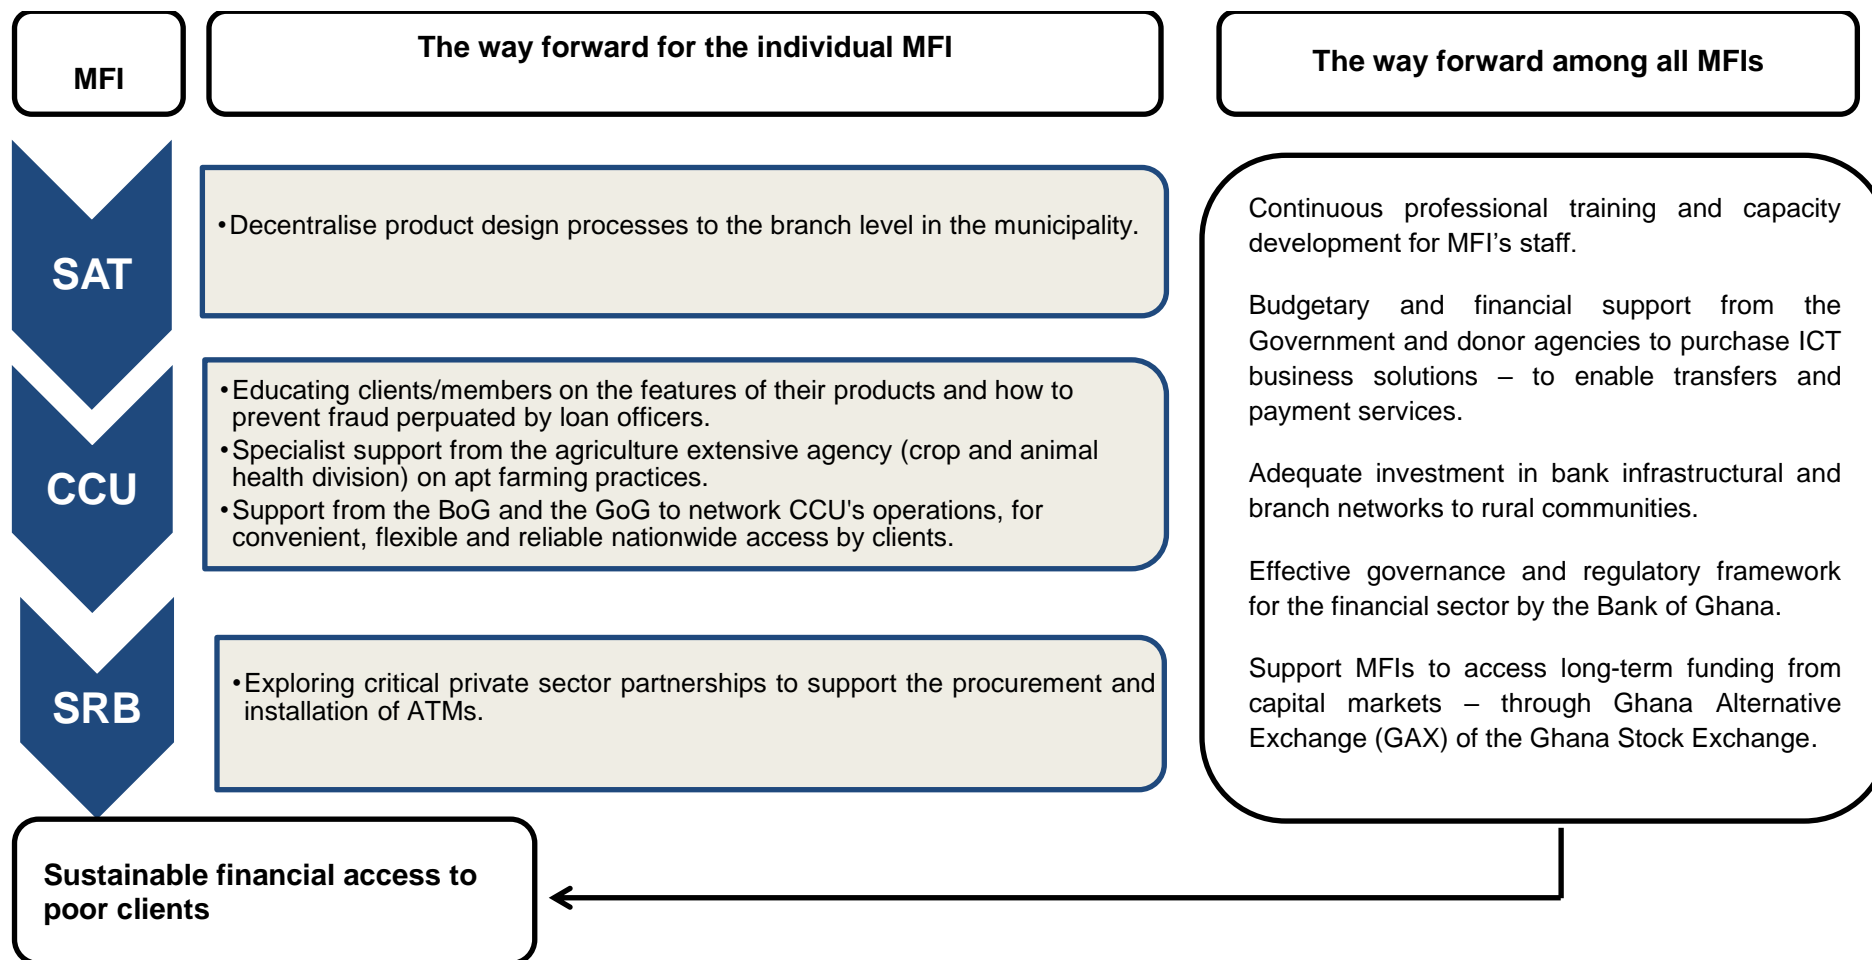 MFI
The way forward for the individual MFI
The way forward among all MFIs
SAT
•Decentralise product design processes to the branch level in the municipality.
CCU
•Educating clients/members on the features of their products and how to
prevent fraud perpuated by loan officers.
•Specialist support from the agriculture extensive agency (crop and animal
health division) on apt farming practices.
•Support from the BoG and the GoG to network CCU's operations, for
convenient, flexible and reliable nationwide access by clients.
SRB
•Exploring critical private sector partnerships to support the procurement and
installation of ATMs.
Continuous professional training and capacity
development for MFI’s staff.
Budgetary and financial support from the
Government and donor agencies to purchase ICT
business solutions – to enable transfers and
payment services.
Adequate investment in bank infrastructural and
branch networks to rural communities.
Effective governance and regulatory framework
for the financial sector by the Bank of Ghana.
Support MFIs to access long-term funding from
capital markets – through Ghana Alternative
Exchange (GAX) of the Ghana Stock Exchange.
Sustainable financial access to
poor clients